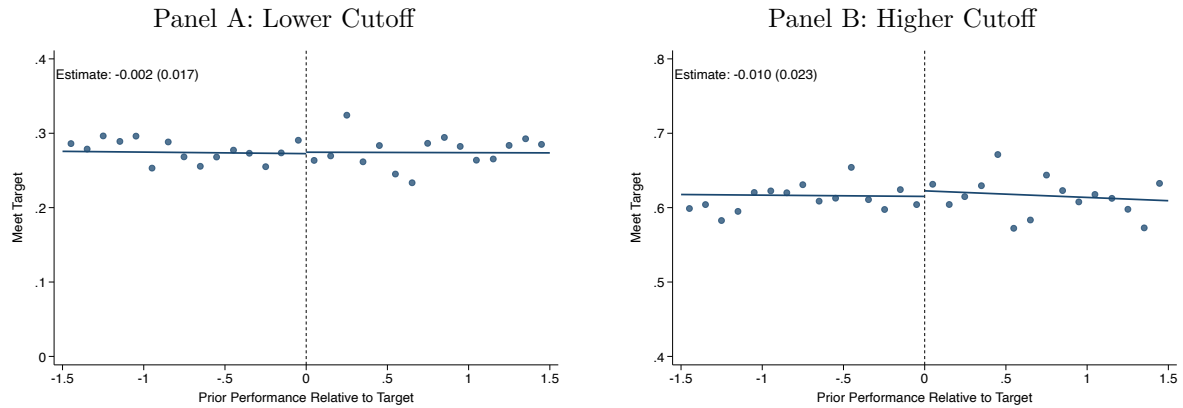 Panel A: Lower Cutoff
Estimate: -0.002 (0.017)
Meet Target
.4
.3
.2
.1
0
-1.5 -1 -.5 0 .5 1 1.5
Prior Performance Relative to Target
Panel B: Higher Cutoff
Estimate: -0.010 (0.023)
Meet Target
.8
.7
.6
.5
.4
-1.5 -1 -.5 0 .5 1 1.5
Prior Performance Relative to Target